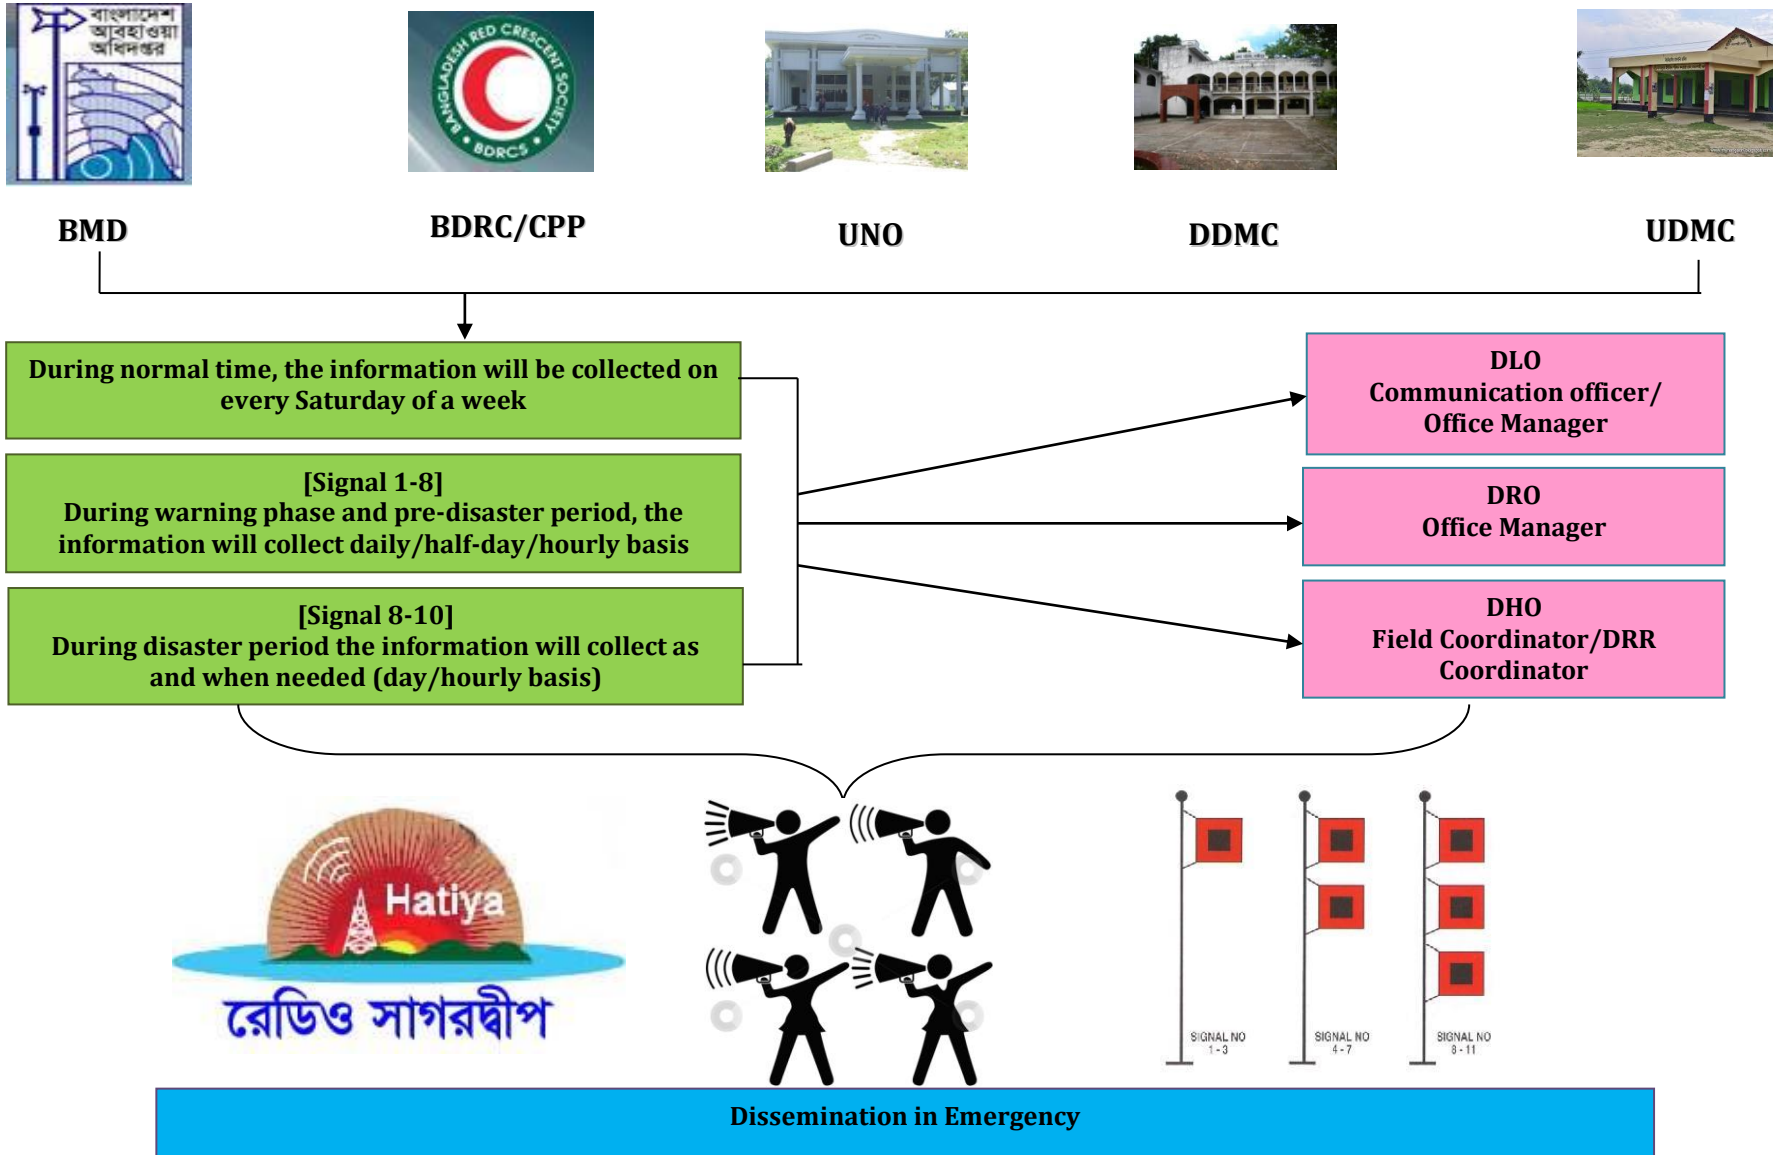 বাংলাদেশ
আবহাওয়া
অধিদপ্তর
BANGLADESH RED CRESCENT SOCIETY
BDRCS
BMD
BDRC/CPP
UNO
DDMC
UDMC
During normal time, the information will be collected on
every Saturday of a week
[Signal 1-8]
During warning phase and pre-disaster period, the
information will collect daily/half-day/hourly basis
[Signal 8-10]
During disaster period the information will collect as
and when needed (day/hourly basis)
DLO
Communication officer/
Office Manager
DRO
Office Manager
DHO
Field Coordinator/DRR
Coordinator
Hatiya
রেডিও সাগরদ্বীপ
SIGNAL NO
1 - 3
SIGNAL NO
4 - 7
SIGNAL NO
8 - 11
Dissemination in Emergency